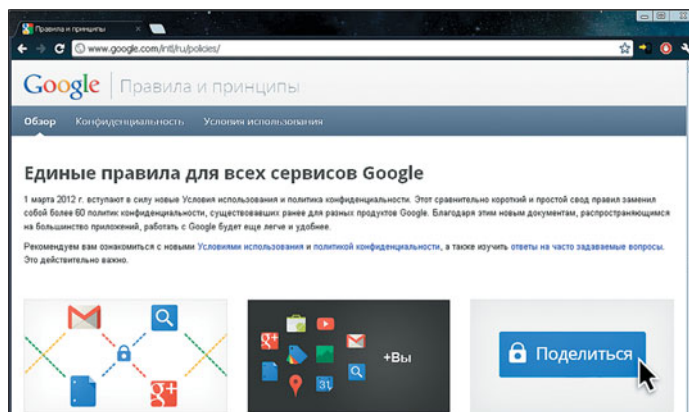 Правила и принципы
www.google.com/intl/ru/policies/
Google Правила и принципы
Обзор Конфиденциальность Условия использования
Единые правила для всех сервисов Google
1 марта 2012 г. вступают в силу новые Условия использования и политика конфиденциальности. Этот сравнительно короткий и простой свод правил заменил
собой более 60 политик конфиденциальности, существовавших ранее для разных продуктов Google. Благодаря этим новым документам, распространяющимся
на большинство приложений, работать с Google будет еще легче и удобнее.
Рекомендуем вам ознакомиться с новыми Условиями использования и политикой конфиденциальности, а также изучить ответы на часто задаваемые вопросы.
Это действительно важно.
g+
g+
31
+Вы
Поделиться